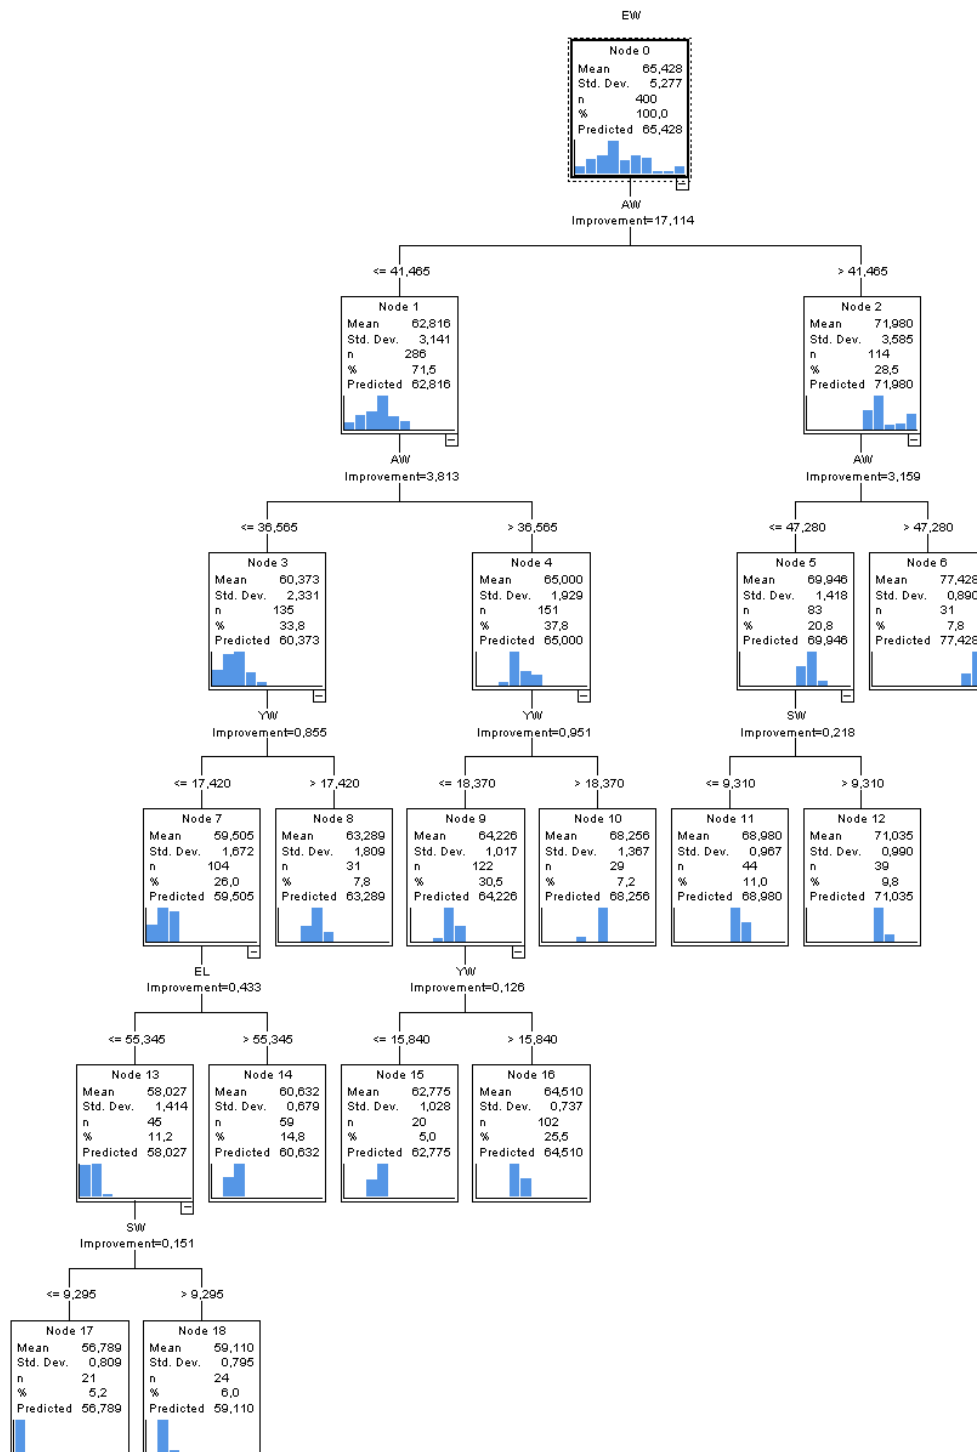 EW
Node 0
Mean 65,428
Std. Dev. 5,277
n 400
% 100,0
Predicted 65,428
AW
Improvement=17,114
<= 41,465
> 41,465
Node 1
Mean 62,816
Std. Dev. 3,141
n 286
% 71,5
Predicted 62,816
Node 2
Mean 71,980
Std. Dev. 3,585
n 114
% 28,5
Predicted 71,980
AW
Improvement=3,813
AW
Improvement=3,159
<= 36,565
> 36,565
<= 47,280
> 47,280
Node 3
Mean 60,373
Std. Dev. 2,331
n 135
% 33,8
Predicted 60,373
Node 4
Mean 65,000
Std. Dev. 1,929
n 151
% 37,8
Predicted 65,000
Node 5
Mean 69,946
Std. Dev. 1,418
n 83
% 20,8
Predicted 69,946
Node 6
Mean 77,428
Std. Dev. 0,890
n 31
% 7,8
Predicted 77,428
YW
Improvement=0,855
YW
Improvement=0,951
SW
Improvement=0,218
<= 17,420
> 17,420
<= 18,370
> 18,370
<= 9,310
> 9,310
Node 7
Mean 59,505
Std. Dev. 1,672
n 104
% 26,0
Predicted 59,505
Node 8
Mean 63,289
Std. Dev. 1,809
n 31
% 7,8
Predicted 63,289
Node 9
Mean 64,226
Std. Dev. 1,017
n 122
% 30,5
Predicted 64,226
Node 10
Mean 68,256
Std. Dev. 1,367
n 29
% 7,2
Predicted 68,256
Node 11
Mean 68,980
Std. Dev. 0,967
n 44
% 11,0
Predicted 68,980
Node 12
Mean 71,035
Std. Dev. 0,990
n 39
% 9,8
Predicted 71,035
EL
Improvement=0,433
YW
Improvement=0,126
<= 55,345
> 55,345
<= 15,840
> 15,840
Node 13
Mean 58,027
Std. Dev. 1,414
n 45
% 11,2
Predicted 58,027
Node 14
Mean 60,632
Std. Dev. 0,679
n 59
% 14,8
Predicted 60,632
Node 15
Mean 62,775
Std. Dev. 1,028
n 20
% 5,0
Predicted 62,775
Node 16
Mean 64,510
Std. Dev. 0,737
n 102
% 25,5
Predicted 64,510
SW
Improvement=0,151
<= 9,295
> 9,295
Node 17
Mean 56,789
Std. Dev. 0,809
n 21
% 5,2
Predicted 56,789
Node 18
Mean 59,110
Std. Dev. 0,795
n 24
% 6,0
Predicted 59,110